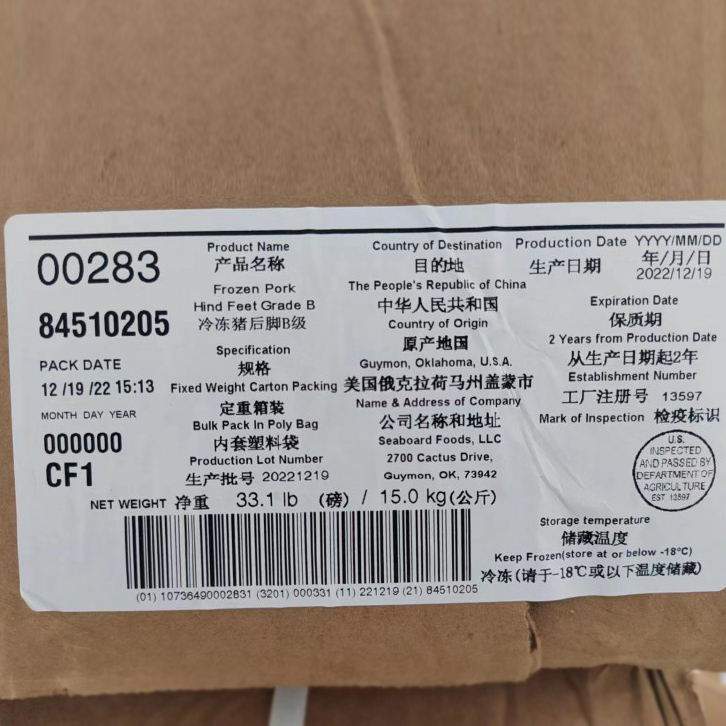 00283
84510205
PACK DATE
12 /19 /22 15:13
MONTH DAY YEAR
000000
CF1
Product Name
产品名称
Frozen Pork
Hind Feet Grade B
冷冻猪后脚B级
Specification
规格
Fixed Weight Carton Packing
定重箱装
Bulk Pack In Poly Bag
内套塑料袋
Production Lot Number
生产批号 20221219
Country of Destination
目的地
The People's Republic of China
中华人民共和国
Country of Origin
原产地国
Guymon, Oklahoma, U.S.A.
美国俄克拉荷马州盖蒙市
Name & Address of Company
公司名称和地址
Seaboard Foods, LLC
2700 Cactus Drive,
Guymon, OK, 73942
Production Date YYYY/MM/DD
生产日期 年/月/日
2022/12/19
Expiration Date
保质期
2 Years from Production Date
从生产日期起2年
Establishment Number
工厂注册号 13597
Mark of Inspection 检疫标识
U.S.
INSPECTED
AND PASSED BY
DEPARTMENT OF
AGRICULTURE
EST 13597
NET WEIGHT 净重 33.1 lb (磅) / 15.0 kg(公斤)
(01) 10736490002831 (3201) 000331 (11) 221219 (21) 84510205
Storage temperature
储藏温度
Keep Frozen(store at or below -18°C)
冷冻(请于-18℃或以下温度储藏)